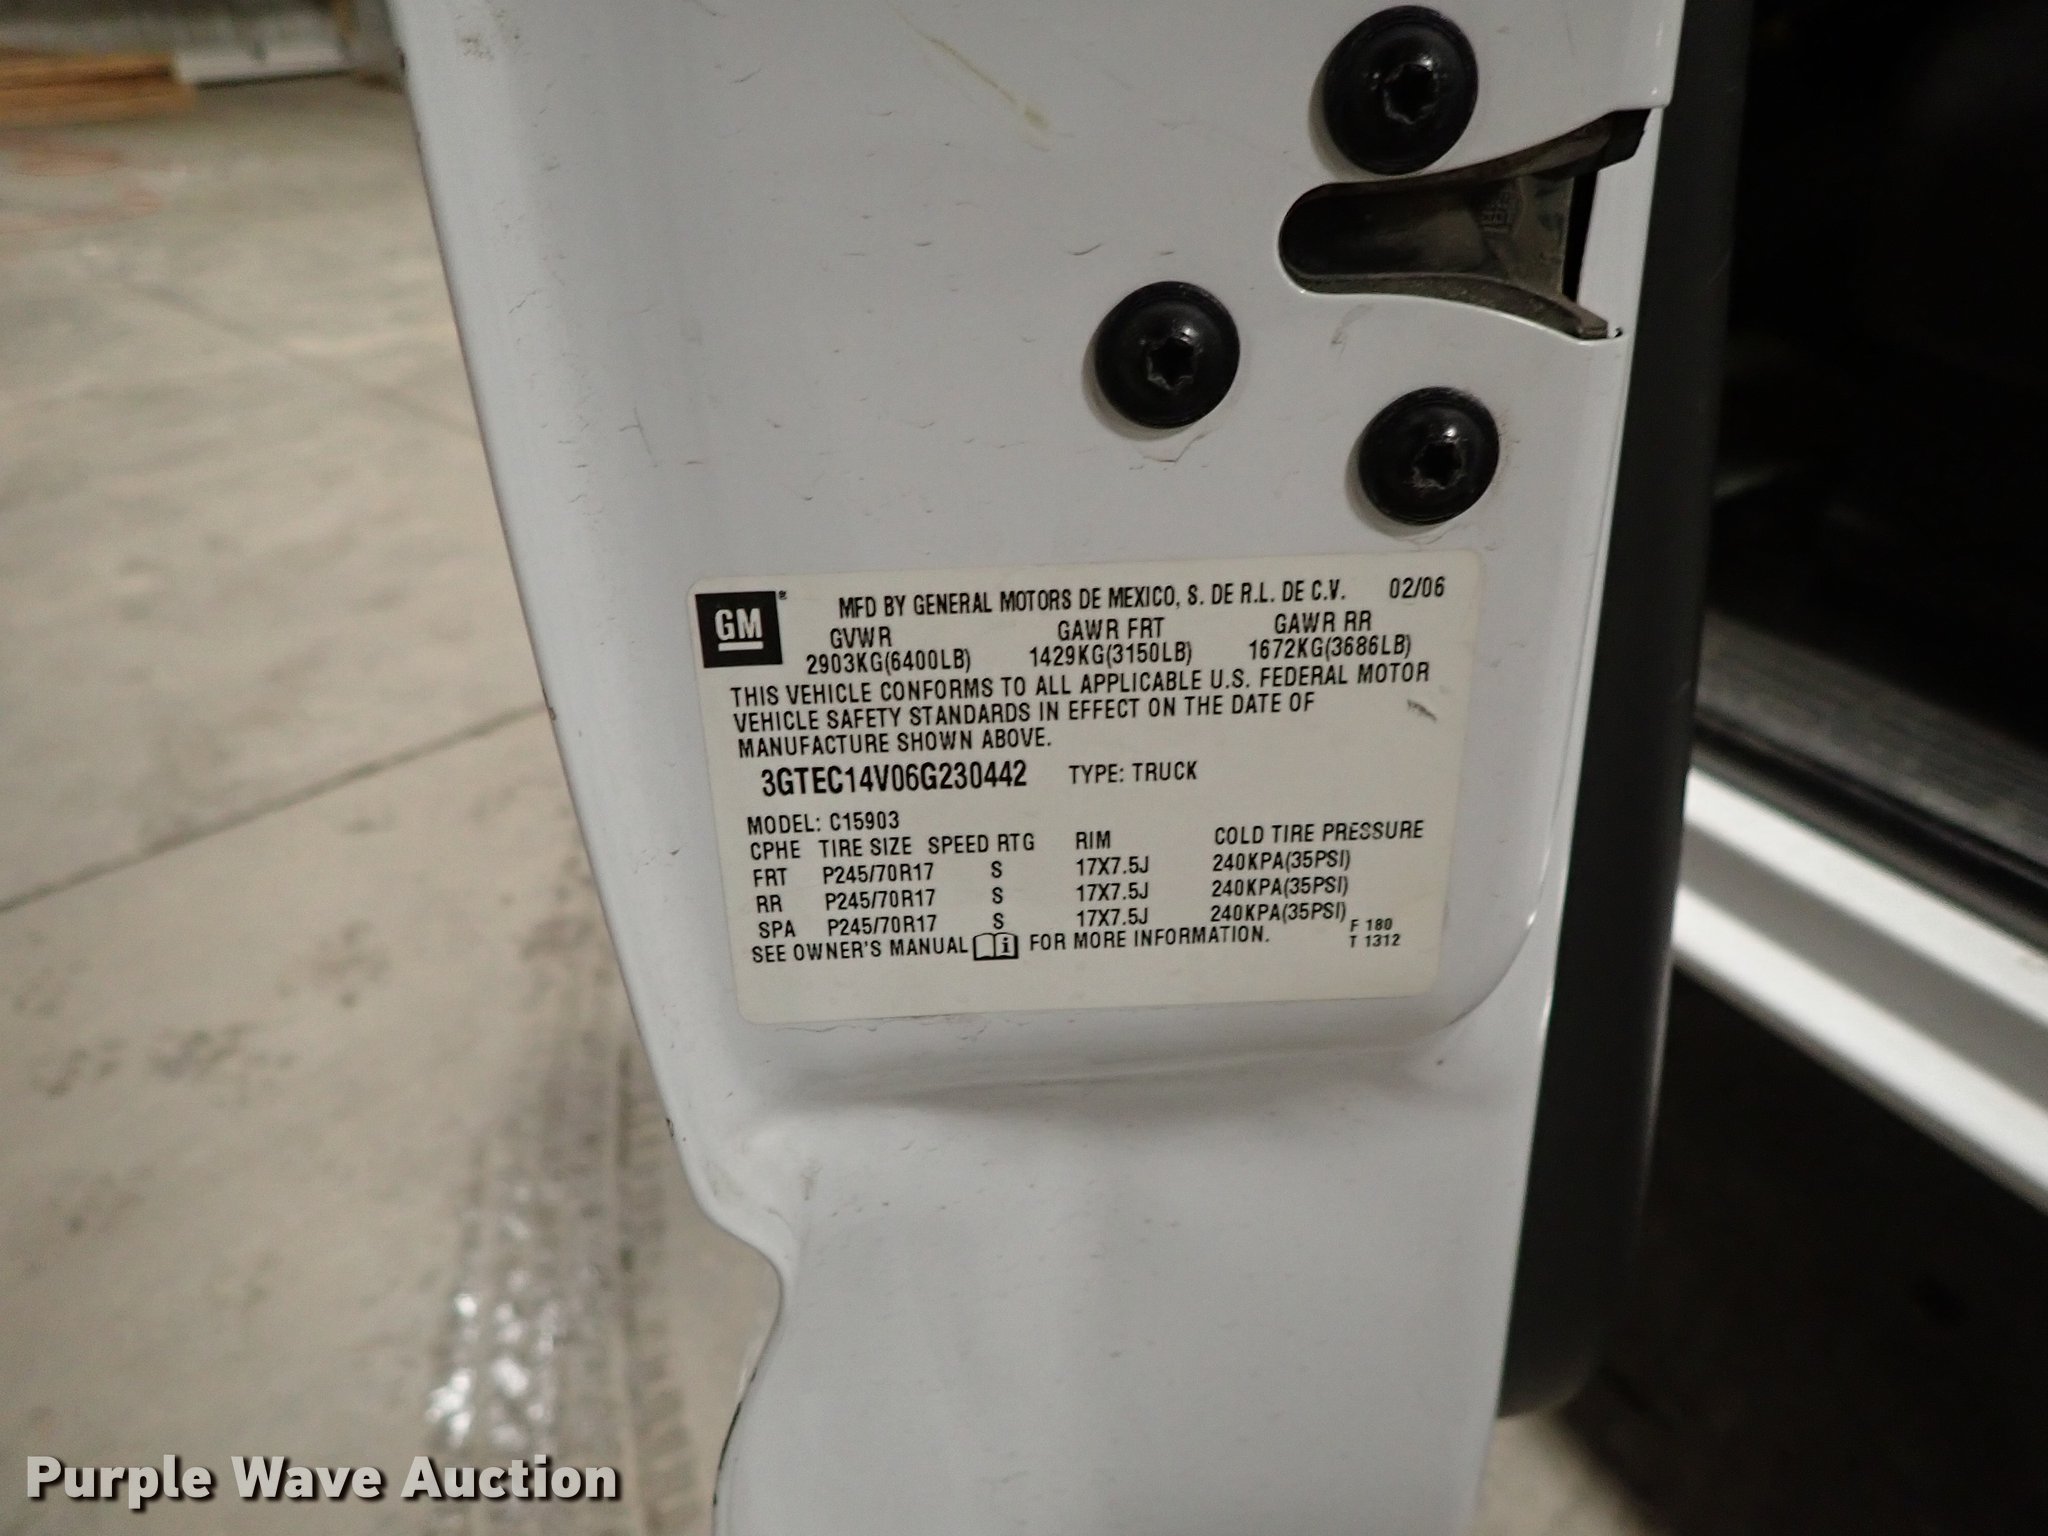 GM ® MFD BY GENERAL MOTORS DE MEXICO, S. DE R.L. DE C.V. 02/06
GVWR GAWR FRT GAWR RR
2903KG(6400LB) 1429KG(3150LB) 1672KG(3686LB)
THIS VEHICLE CONFORMS TO ALL APPLICABLE U.S. FEDERAL MOTOR
VEHICLE SAFETY STANDARDS IN EFFECT ON THE DATE OF
MANUFACTURE SHOWN ABOVE.
3GTEC14V06G230442 TYPE: TRUCK
MODEL: C15903
CPHE TIRE SIZE SPEED RTG RIM COLD TIRE PRESSURE
FRT P245/70R17 S 17X7.5J 240KPA(35PSI)
RR P245/70R17 S 17X7.5J 240KPA(35PSI)
SPA P245/70R17 S 17X7.5J 240KPA(35PSI)
F 180
SEE OWNER'S MANUAL i FOR MORE INFORMATION. T 1312
Purple Wave Auction